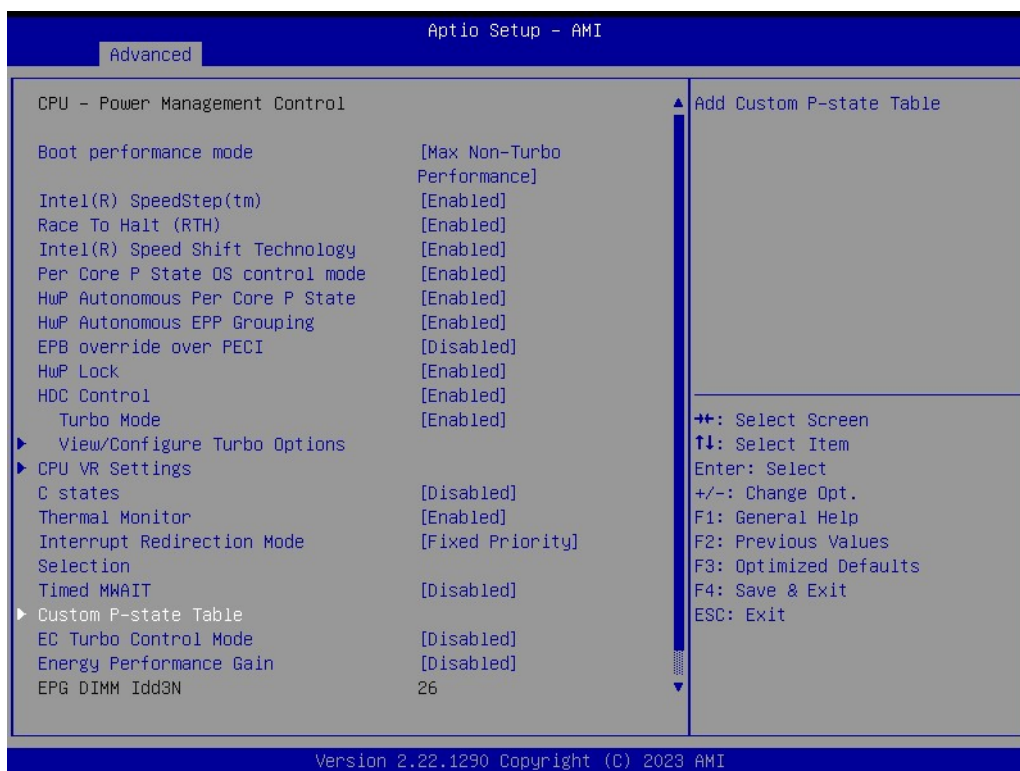 Aptio Setup – AMI
Advanced
CPU – Power Management Control
Boot performance mode [Max Non-Turbo
Performance]
Intel(R) SpeedStep(tm) [Enabled]
Race To Halt (RTH) [Enabled]
Intel(R) Speed Shift Technology [Enabled]
Per Core P State OS control mode [Enabled]
HwP Autonomous Per Core P State [Enabled]
HwP Autonomous EPP Grouping [Enabled]
EPB override over PECI [Disabled]
HwP Lock [Enabled]
HDC Control [Enabled]
Turbo Mode [Enabled]
View/Configure Turbo Options
CPU VR Settings
C states [Disabled]
Thermal Monitor [Enabled]
Interrupt Redirection Mode [Fixed Priority]
Selection
Timed MWAIT [Disabled]
Custom P-state Table
EC Turbo Control Mode [Disabled]
Energy Performance Gain [Disabled]
EPG DIMM Idd3N 26
Add Custom P-state Table
→←: Select Screen
↑↓: Select Item
Enter: Select
+/-: Change Opt.
F1: General Help
F2: Previous Values
F3: Optimized Defaults
F4: Save & Exit
ESC: Exit
Version 2.22.1290 Copyright (C) 2023 AMI